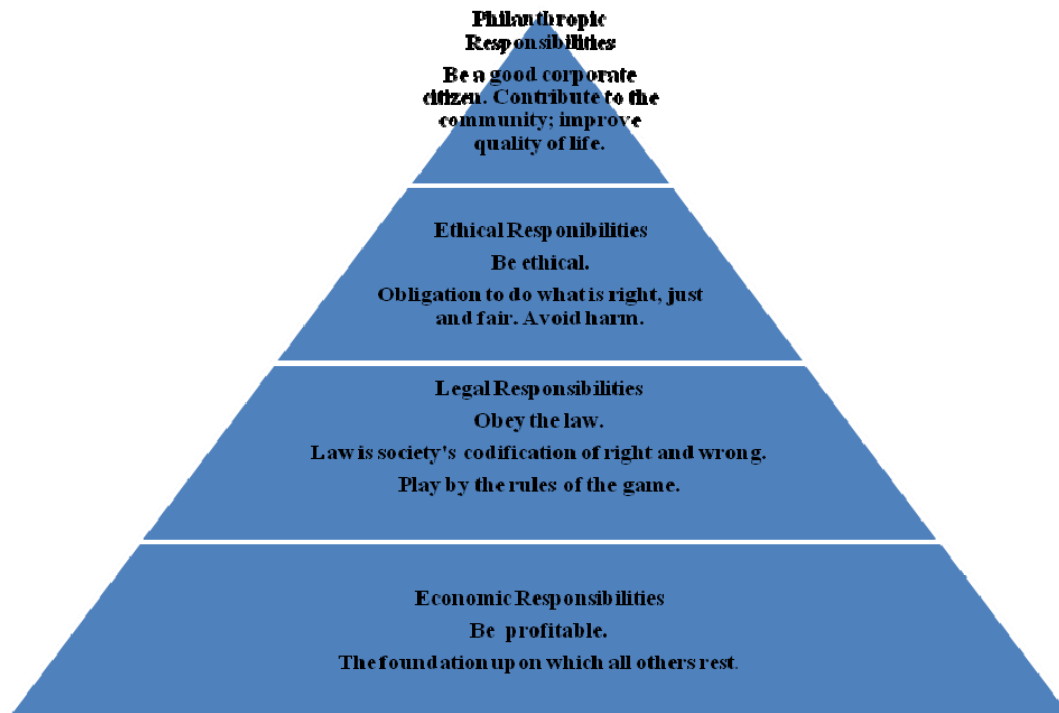 Philanthropic
Responsibilities
Be a good corporate
citizen. Contribute to the
community; improve
quality of life.
Ethical Responibilities
Be ethical.
Obligation to do what is right, just
and fair. Avoid harm.
Legal Responsibilities
Obey the law.
Law is society's codification of right and wrong.
Play by the rules of the game.
Economic Responsibilities
Be profitable.
The foundation upon which all others rest.